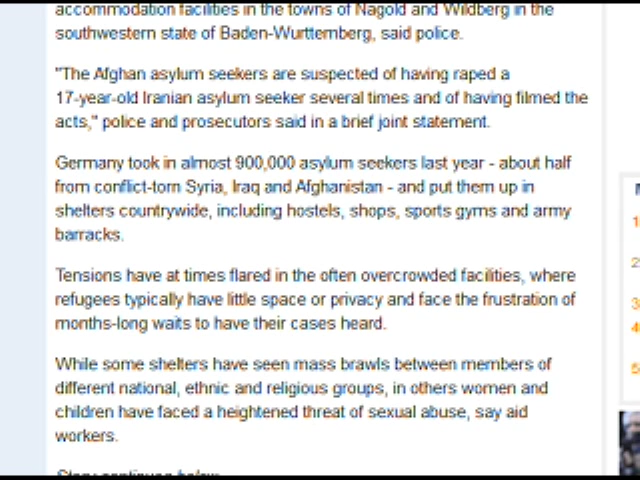 accommodation facilities in the towns of Nagold and Wildberg in the
southwestern state of Baden-Wurttemberg, said police.
"The Afghan asylum seekers are suspected of having raped a
17-year-old Iranian asylum seeker several times and of having filmed the
acts," police and prosecutors said in a brief joint statement.
Germany took in almost 900,000 asylum seekers last year - about half
from conflict-torn Syria, Iraq and Afghanistan - and put them up in
shelters countrywide, including hostels, shops, sports gyms and army
barracks.
Tensions have at times flared in the often overcrowded facilities, where
refugees typically have little space or privacy and face the frustration of
months-long waits to have their cases heard.
While some shelters have seen mass brawls between members of
different national, ethnic and religious groups, in others women and
children have faced a heightened threat of sexual abuse, say aid
workers.
Story continues below